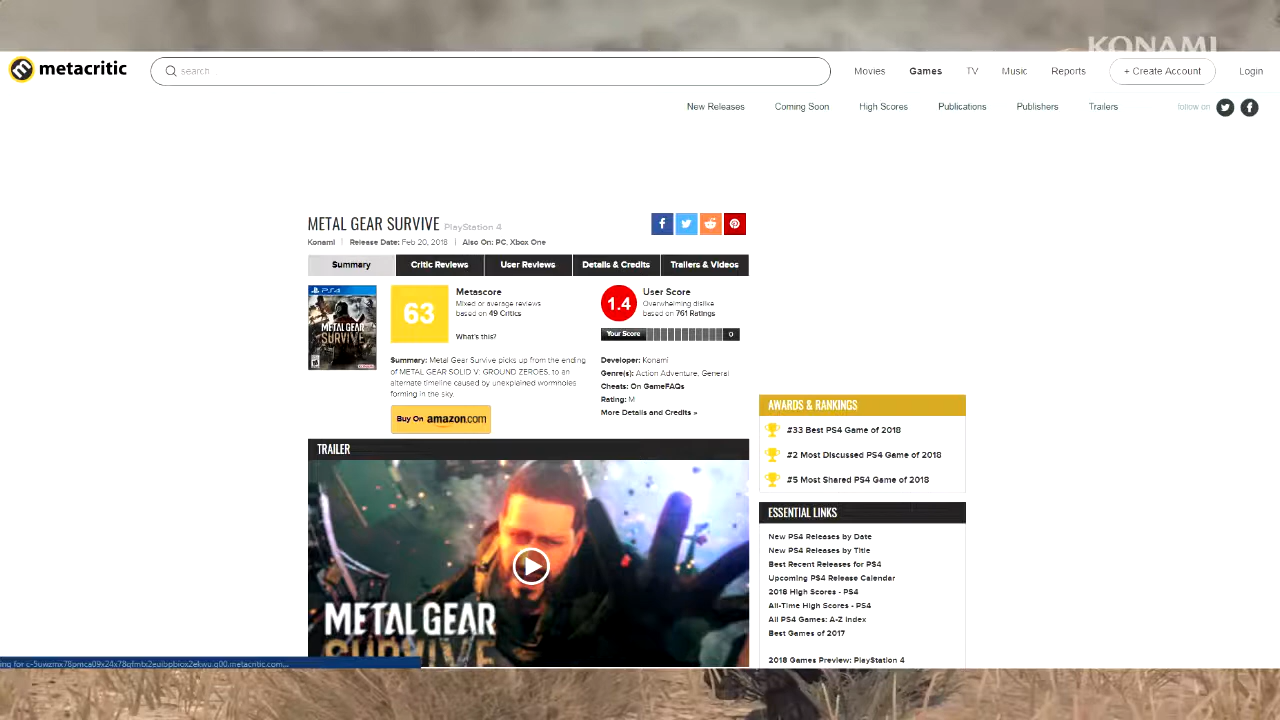 KONAMI
metacritic
search
Movies Games TV Music Reports + Create Account Login
New Releases Coming Soon High Scores Publications Publishers Trailers follow on
METAL GEAR SURVIVE PlayStation 4
Konami | Release Date: Feb 20, 2018 | Also On: PC, Xbox One
Summary Critic Reviews User Reviews Details & Credits Trailers & Videos
PS4
METAL GEAR
SURVIVE
63
Metascore
Mixed or average reviews
based on 49 Critics
What's this?
1.4
User Score
Overwhelming dislike
based on 761 Ratings
Your Score 0
Summary: Metal Gear Survive picks up from the ending
of METAL GEAR SOLID V: GROUND ZEROES, to an
alternate timeline caused by unexplained wormholes
forming in the sky.
Buy On amazon.com
Developer: Konami
Genre(s): Action Adventure, General
Cheats: On GameFAQs
Rating: M
More Details and Credits »
TRAILER
METAL GEAR
SURVIVE
AWARDS & RANKINGS
#33 Best PS4 Game of 2018
#2 Most Discussed PS4 Game of 2018
#5 Most Shared PS4 Game of 2018
ESSENTIAL LINKS
New PS4 Releases by Date
New PS4 Releases by Title
Best Recent Releases for PS4
Upcoming PS4 Release Calendar
2018 High Scores - PS4
All-Time High Scores - PS4
All PS4 Games: A-Z Index
Best Games of 2017
2018 Games Preview: PlayStation 4